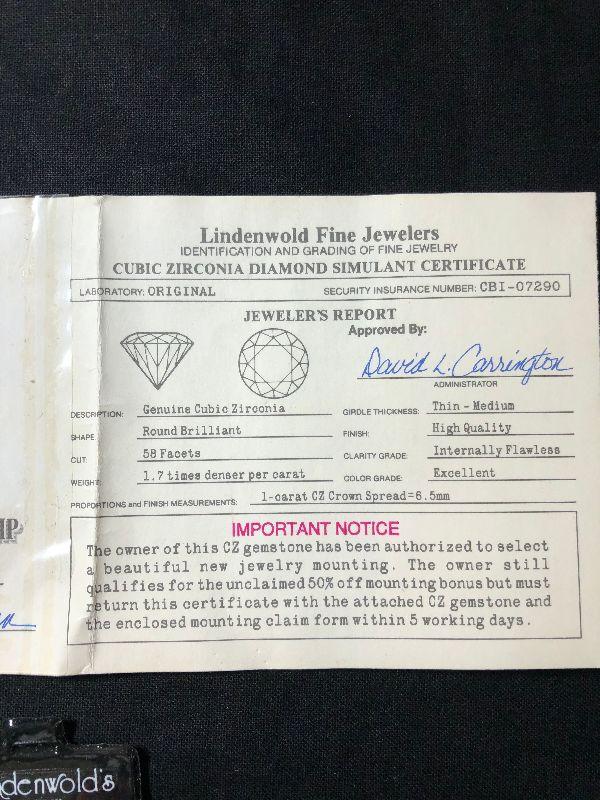 Lindenwold Fine Jewelers
IDENTIFICATION AND GRADING OF FINE JEWELRY
CUBIC ZIRCONIA DIAMOND SIMULANT CERTIFICATE
LABORATORY: ORIGINAL SECURITY INSURANCE NUMBER: CBI-07290
JEWELER'S REPORT
Approved By:
David L. Carrington
ADMINISTRATOR
DESCRIPTION: Genuine Cubic Zirconia GIRDLE THICKNESS: Thin - Medium
SHAPE Round Brilliant FINISH: High Quality
CUT: 58 Facets CLARITY GRADE: Internally Flawless
WEIGHT: 1.7 times denser per carat COLOR GRADE: Excellent
PROPORTIONS and FINISH MEASUREMENTS: 1-carat CZ Crown Spread=6.5mm
IMPORTANT NOTICE
The owner of this CZ gemstone has been authorized to select
a beautiful new jewelry mounting. The owner still
qualifies for the unclaimed 50% off mounting bonus but must
return this certificate with the attached CZ gemstone and
the enclosed mounting claim form within 5 working days.
denwold's